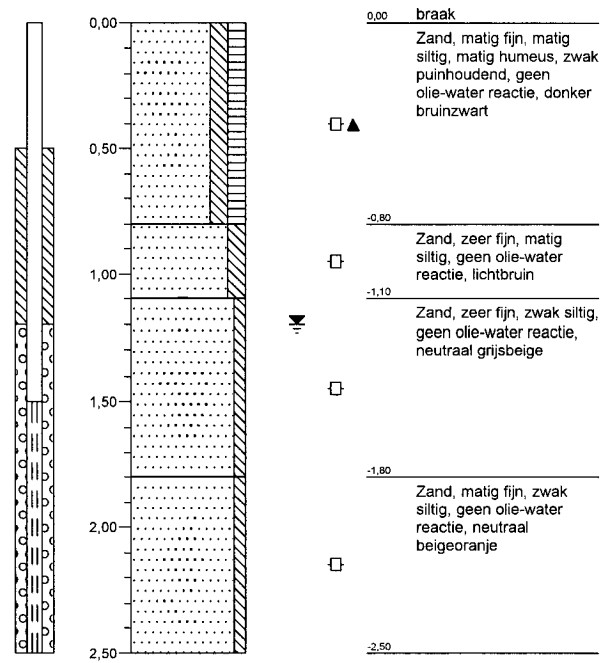 0,00
0,50
1,00
1,50
2,00
2,50
0,00 braak
Zand, matig fijn, matig
siltig, matig humeus, zwak
puinhoudend, geen
olie-water reactie, donker
bruinzwart
-0,80
Zand, zeer fijn, matig
siltig, geen olie-water
reactie, lichtbruin
-1,10
Zand, zeer fijn, zwak siltig,
geen olie-water reactie,
neutraal grijsbeige
-1,80
Zand, matig fijn, zwak
siltig, geen olie-water
reactie, neutraal
beigeoranje
-2,50